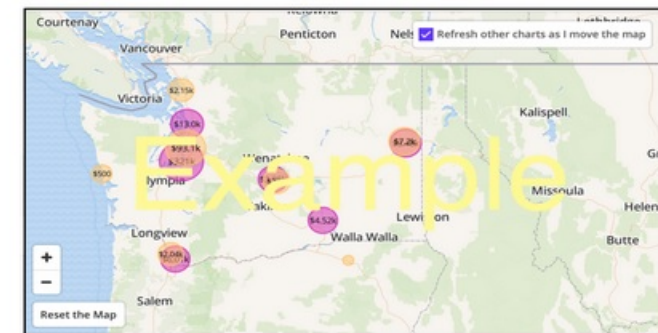 Courtenay
Penticton
Refresh other charts as I move the map
Vancouver
Kalispell
Victoria
$2.15k
$13.0k
$93.1k
$7.2k
Example
$500
Missoula
$4.52k
Lewiston
Longview
Walla Walla
Butte
$2.04k
+
−
Salem
Reset the Map